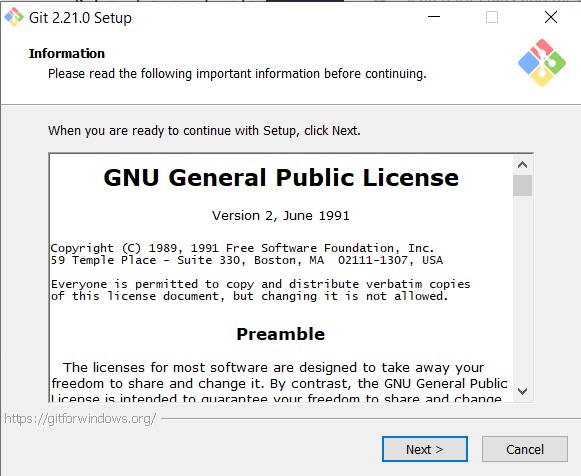 Git 2.21.0 Setup
Information
Please read the following important information before continuing.
When you are ready to continue with Setup, click Next.
GNU General Public License
Version 2, June 1991
Copyright (C) 1989, 1991 Free Software Foundation, Inc.
59 Temple Place - Suite 330, Boston, MA  02111-1307, USA
Everyone is permitted to copy and distribute verbatim copies
of this license document, but changing it is not allowed.
Preamble
The licenses for most software are designed to take away your
freedom to share and change it. By contrast, the GNU General Public
License is intended to guarantee your freedom to share and change
https://gitforwindows.org/
Next >
Cancel